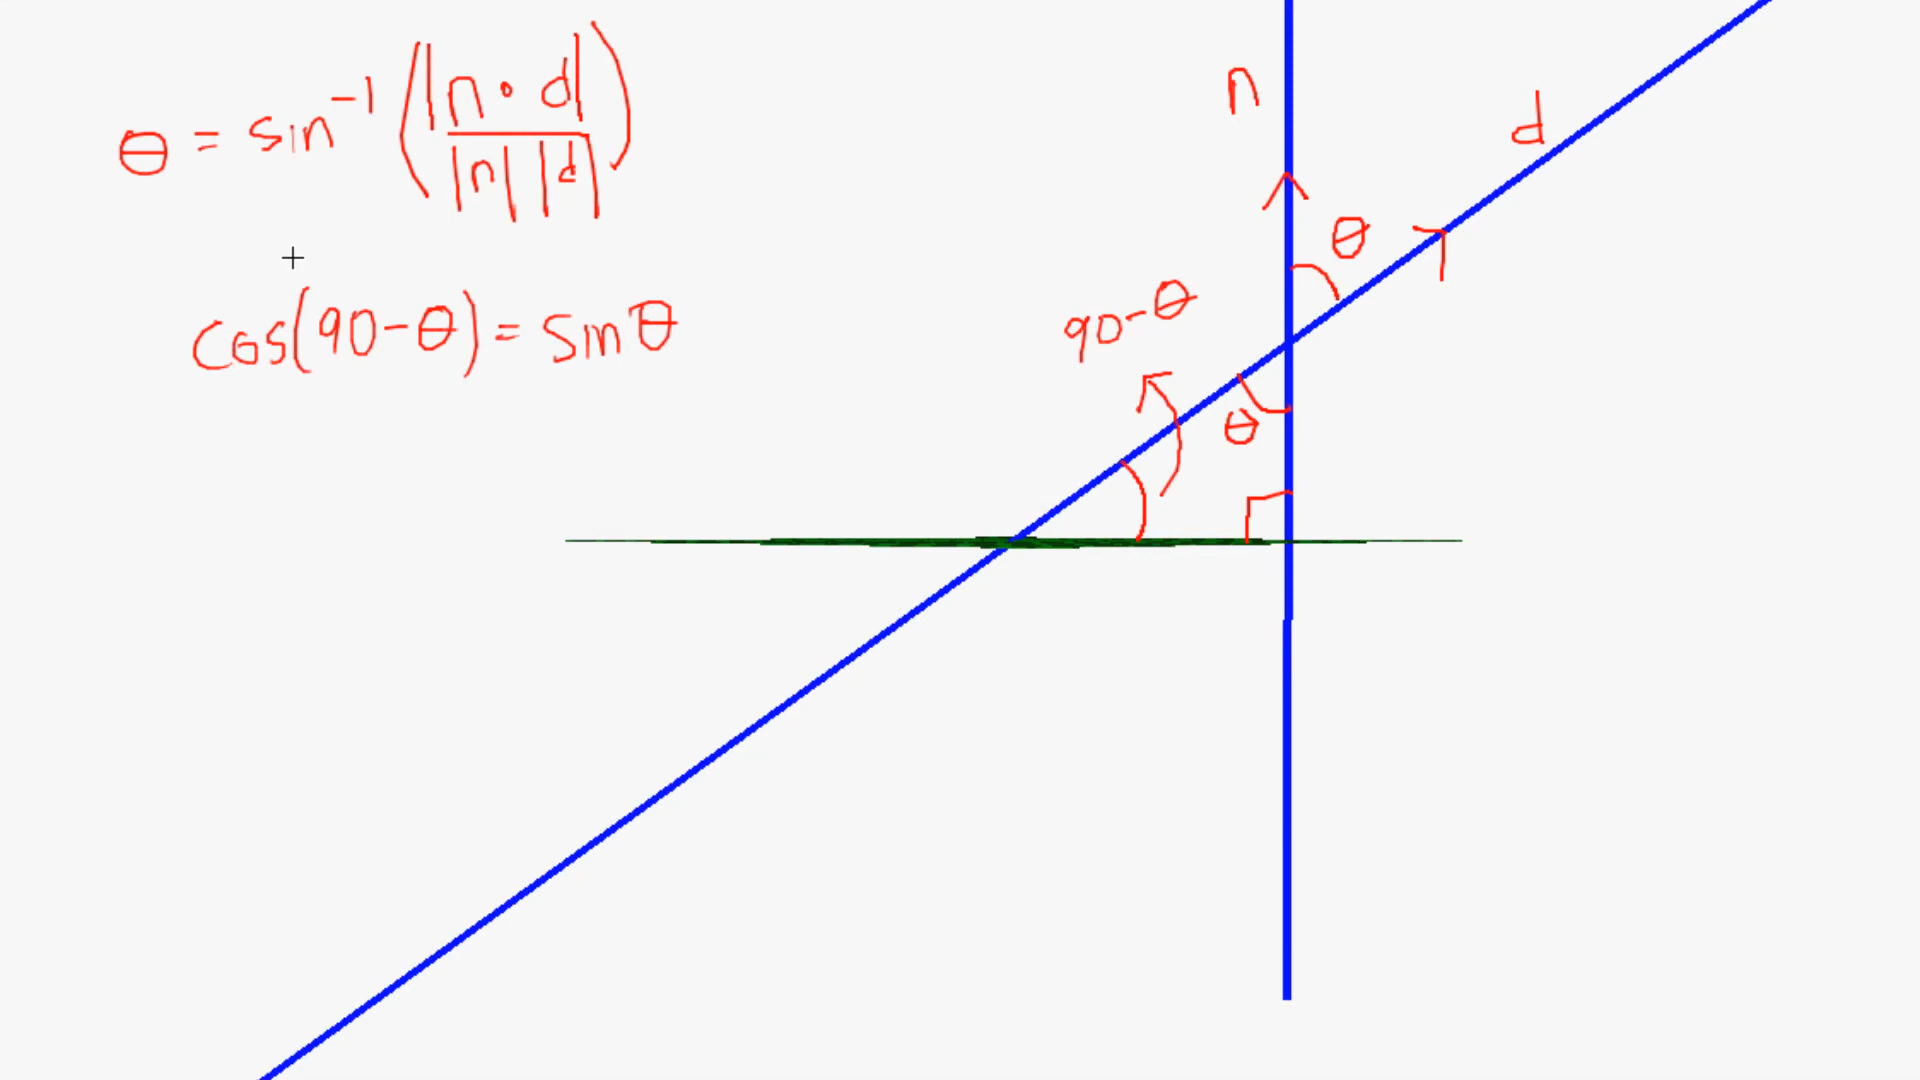 θ = sin⁻¹ (|n · d| / |n| |d|)
cos(90-θ) = sinθ
n
d
θ
90-θ
θ